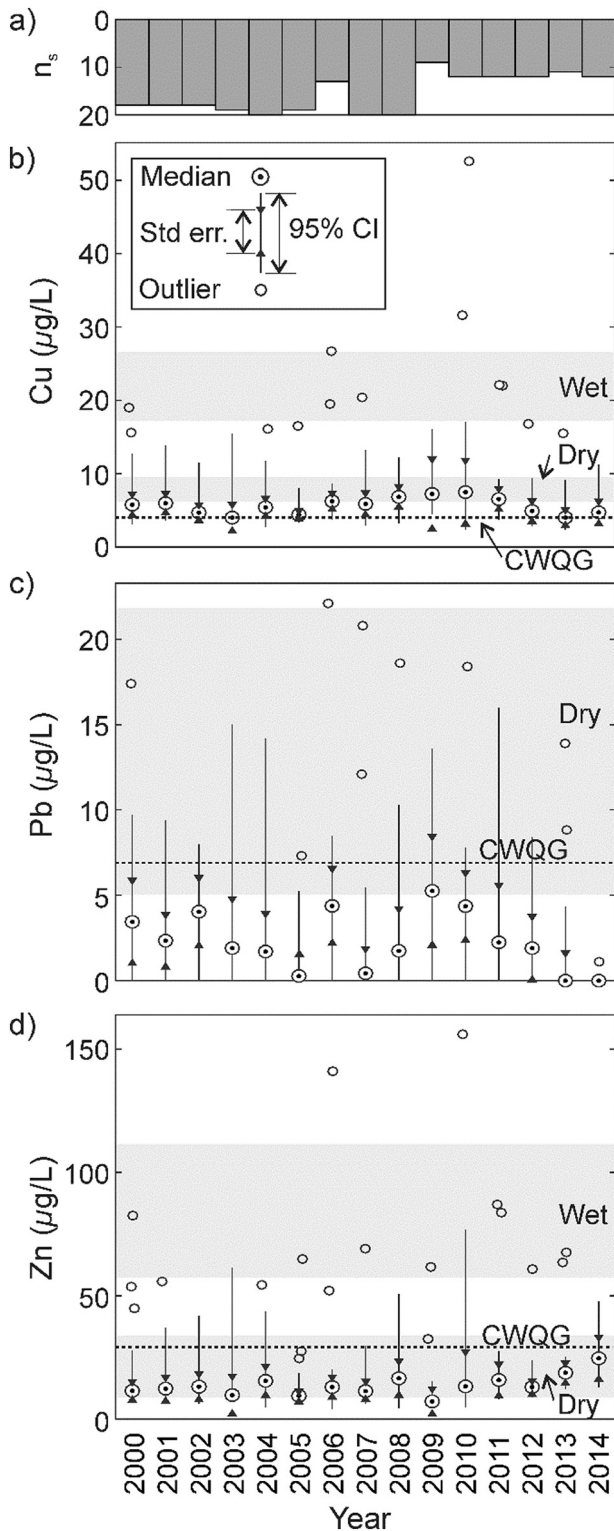 a)
0
10
20
n_s
b)
50
40
30
20
10
0
Cu (µg/L)
Median
Std err.
95% CI
Outlier
Wet
Dry
CWQG
c)
20
15
10
5
0
Pb (µg/L)
Dry
CWQG
d)
150
100
50
0
Zn (µg/L)
Wet
CWQG
Dry
2000 2001 2002 2003 2004 2005 2006 2007 2008 2009 2010 2011 2012 2013 2014
Year